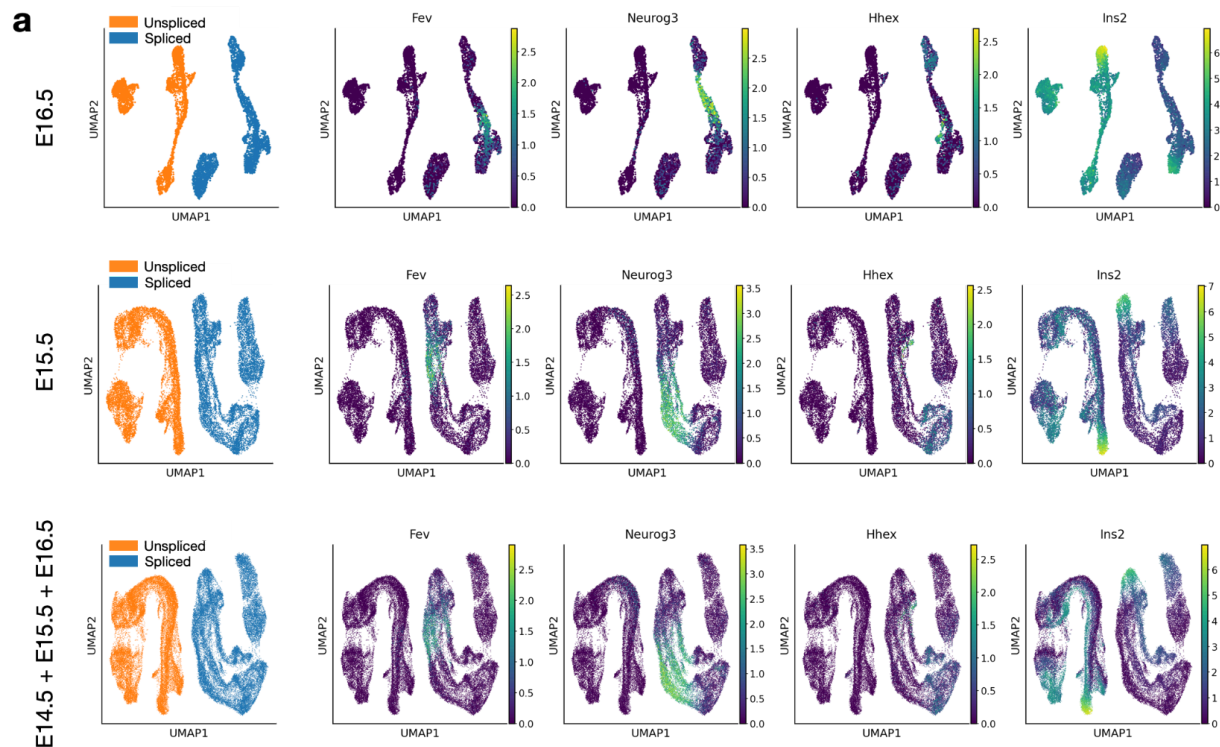 a
E16.5
Unspliced
Spliced
UMAP2
UMAP1
Fev
UMAP2
UMAP1
2.5
2.0
1.5
1.0
0.5
0.0
Neurog3
UMAP2
UMAP1
2.5
2.0
1.5
1.0
0.5
0.0
Hhex
UMAP2
UMAP1
2.5
2.0
1.5
1.0
0.5
0.0
Ins2
UMAP2
UMAP1
6
5
4
3
2
1
0
E15.5
Unspliced
Spliced
UMAP2
UMAP1
Fev
UMAP2
UMAP1
2.5
2.0
1.5
1.0
0.5
0.0
Neurog3
UMAP2
UMAP1
3.5
3.0
2.5
2.0
1.5
1.0
0.5
0.0
Hhex
UMAP2
UMAP1
2.5
2.0
1.5
1.0
0.5
0.0
Ins2
UMAP2
UMAP1
7
6
5
4
3
2
1
0
E14.5 + E15.5 + E16.5
Unspliced
Spliced
UMAP2
UMAP1
Fev
UMAP2
UMAP1
2.5
2.0
1.5
1.0
0.5
0.0
Neurog3
UMAP2
UMAP1
3.5
3.0
2.5
2.0
1.5
1.0
0.5
0.0
Hhex
UMAP2
UMAP1
2.5
2.0
1.5
1.0
0.5
0.0
Ins2
UMAP2
UMAP1
6
5
4
3
2
1
0